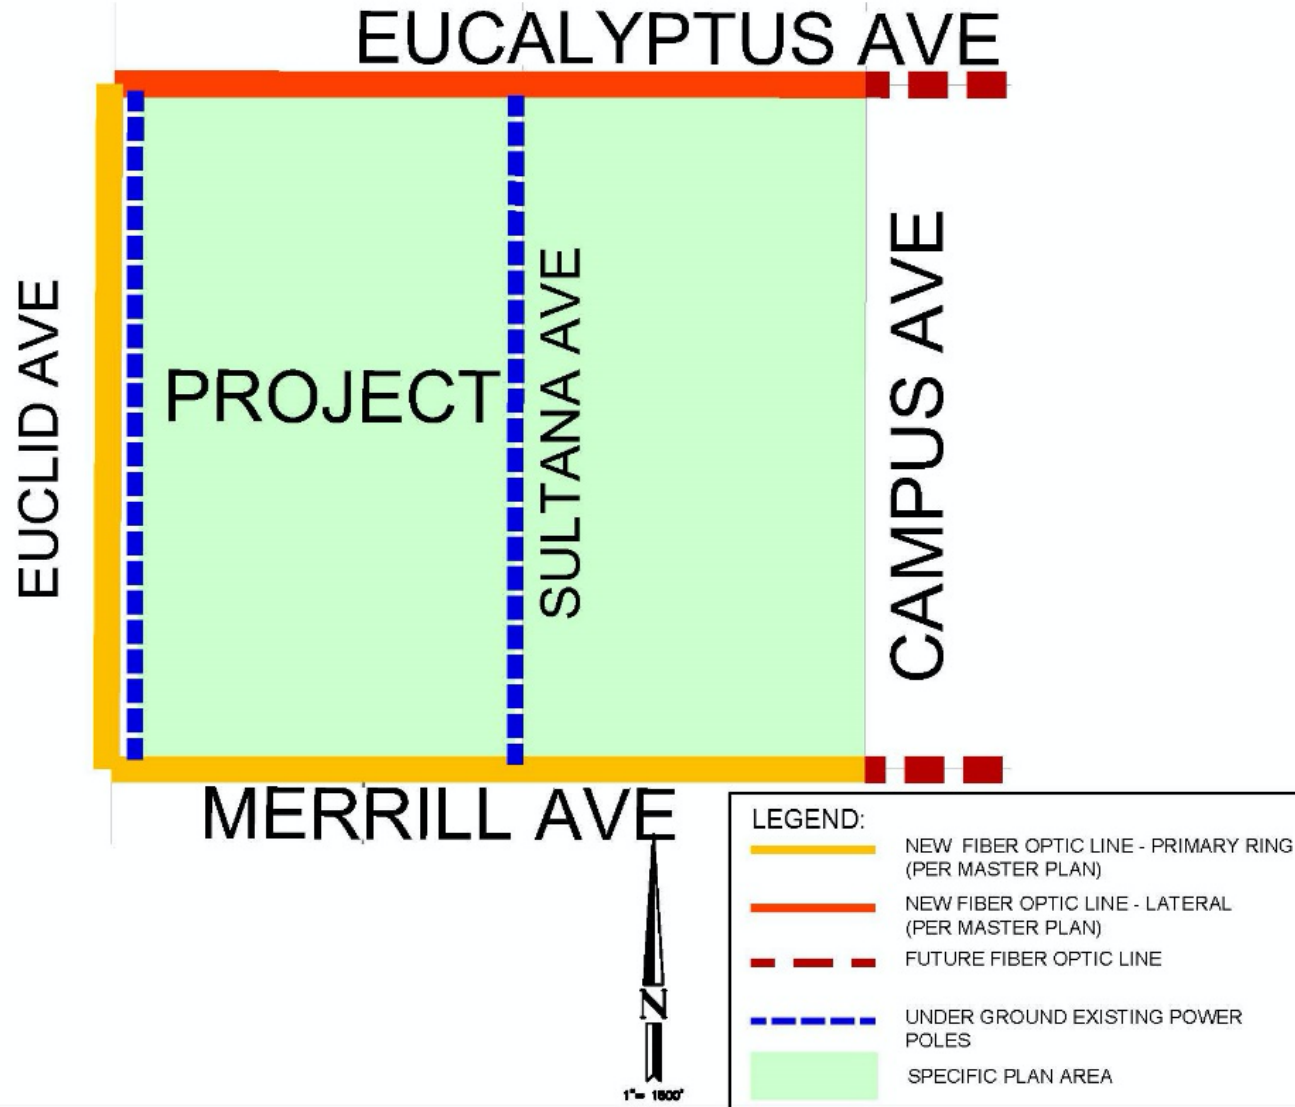 EUCALYPTUS AVE
EUCLID AVE
PROJECT
SULTANA AVE
CAMPUS AVE
MERRILL AVE
N
1"= 1600'
LEGEND:
NEW FIBER OPTIC LINE - PRIMARY RING
(PER MASTER PLAN)
NEW FIBER OPTIC LINE - LATERAL
(PER MASTER PLAN)
FUTURE FIBER OPTIC LINE
UNDER GROUND EXISTING POWER
POLES
SPECIFIC PLAN AREA